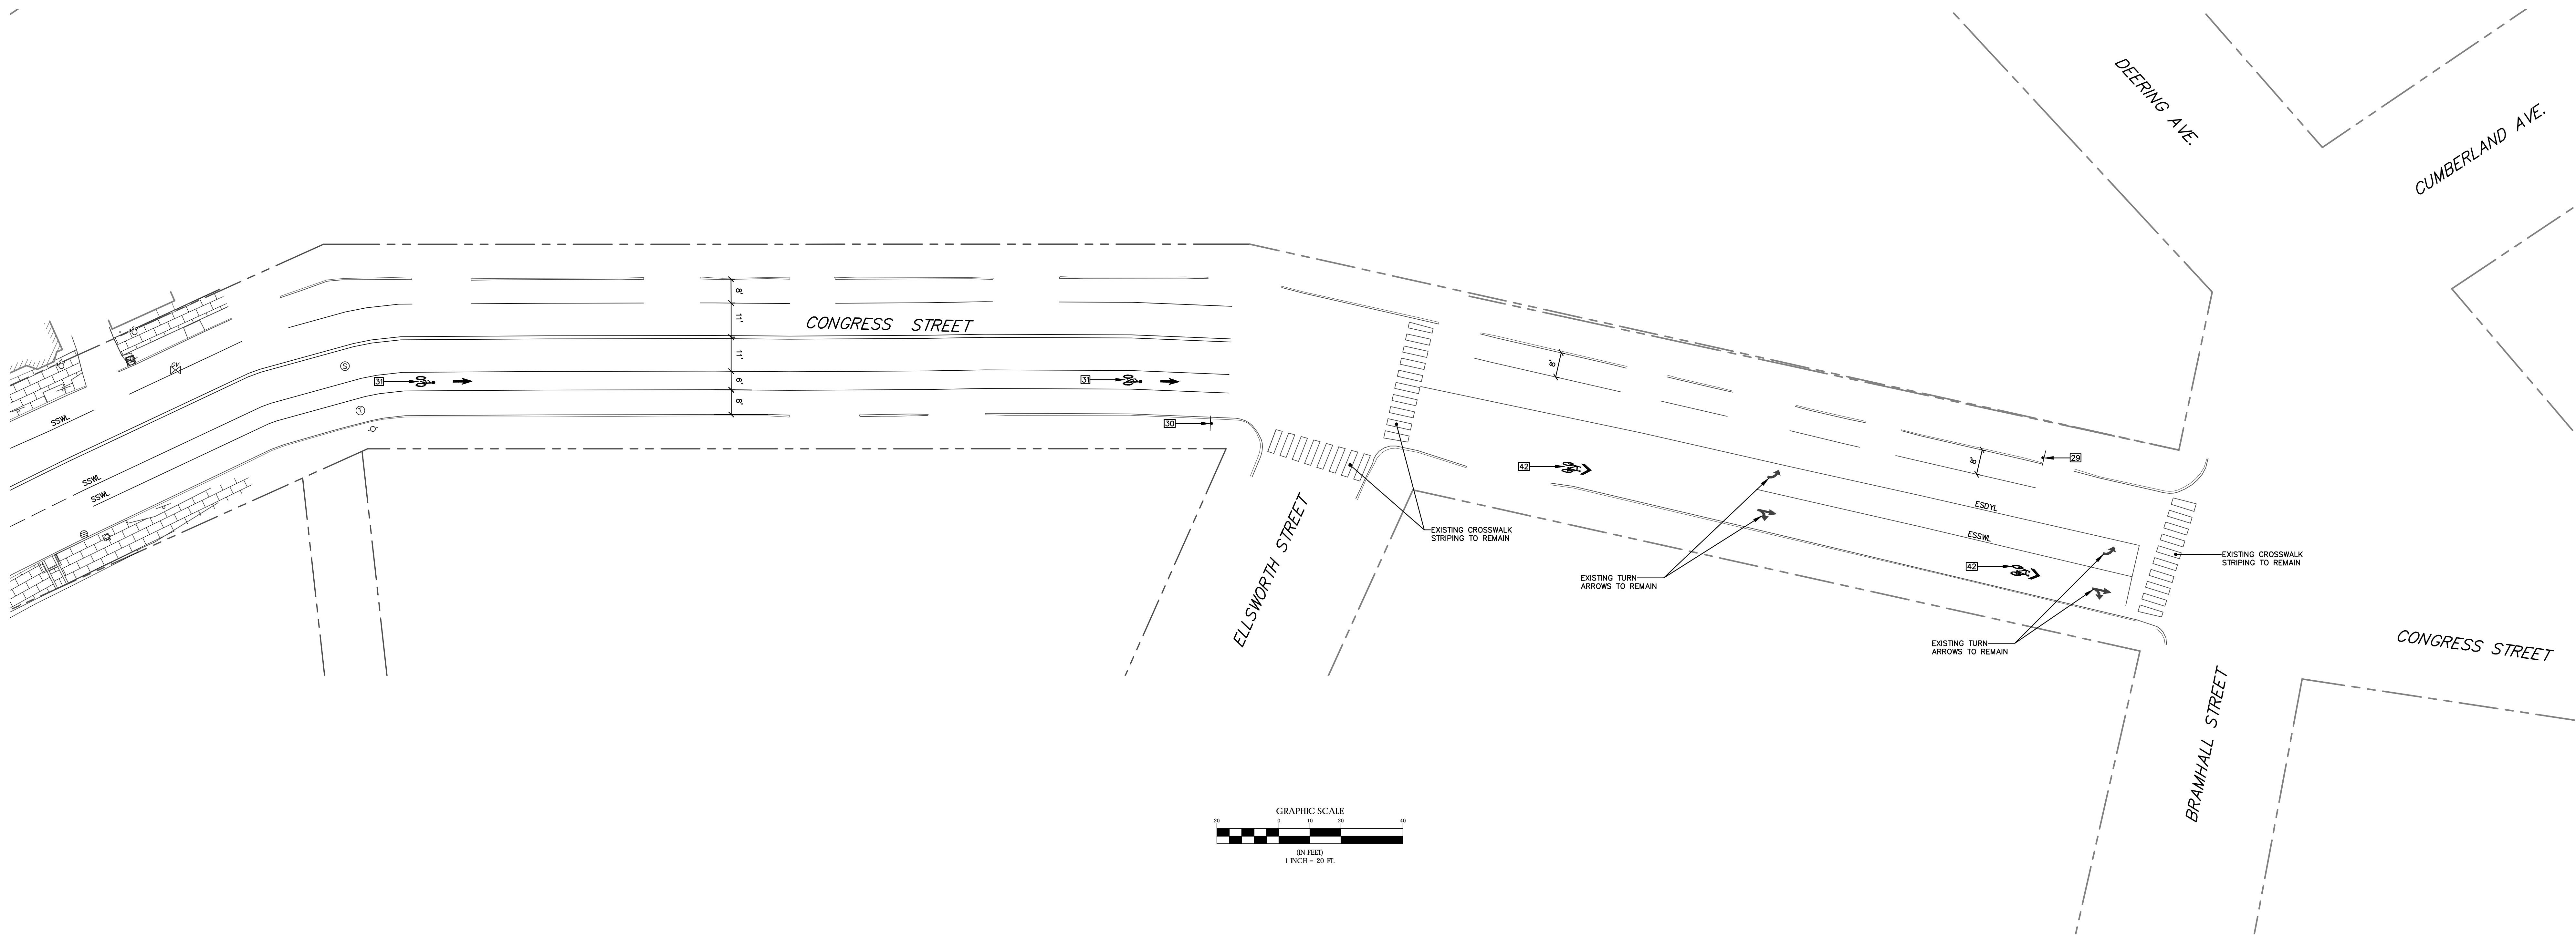 DEERING AVE.
CUMBERLAND AVE.
8'
11'
CONGRESS STREET
11'
6'
8'
S
T
31
31
30
SSWL
SSWL
SSWL
8'
8'
29
42
ESDYL
ESSWL
42
EXISTING CROSSWALK
STRIPING TO REMAIN
EXISTING CROSSWALK
STRIPING TO REMAIN
EXISTING TURN
ARROWS TO REMAIN
EXISTING TURN
ARROWS TO REMAIN
ELLSWORTH STREET
CONGRESS STREET
BRAMHALL STREET
GRAPHIC SCALE
20 0 10 20 40
(IN FEET)
1 INCH = 20 FT.